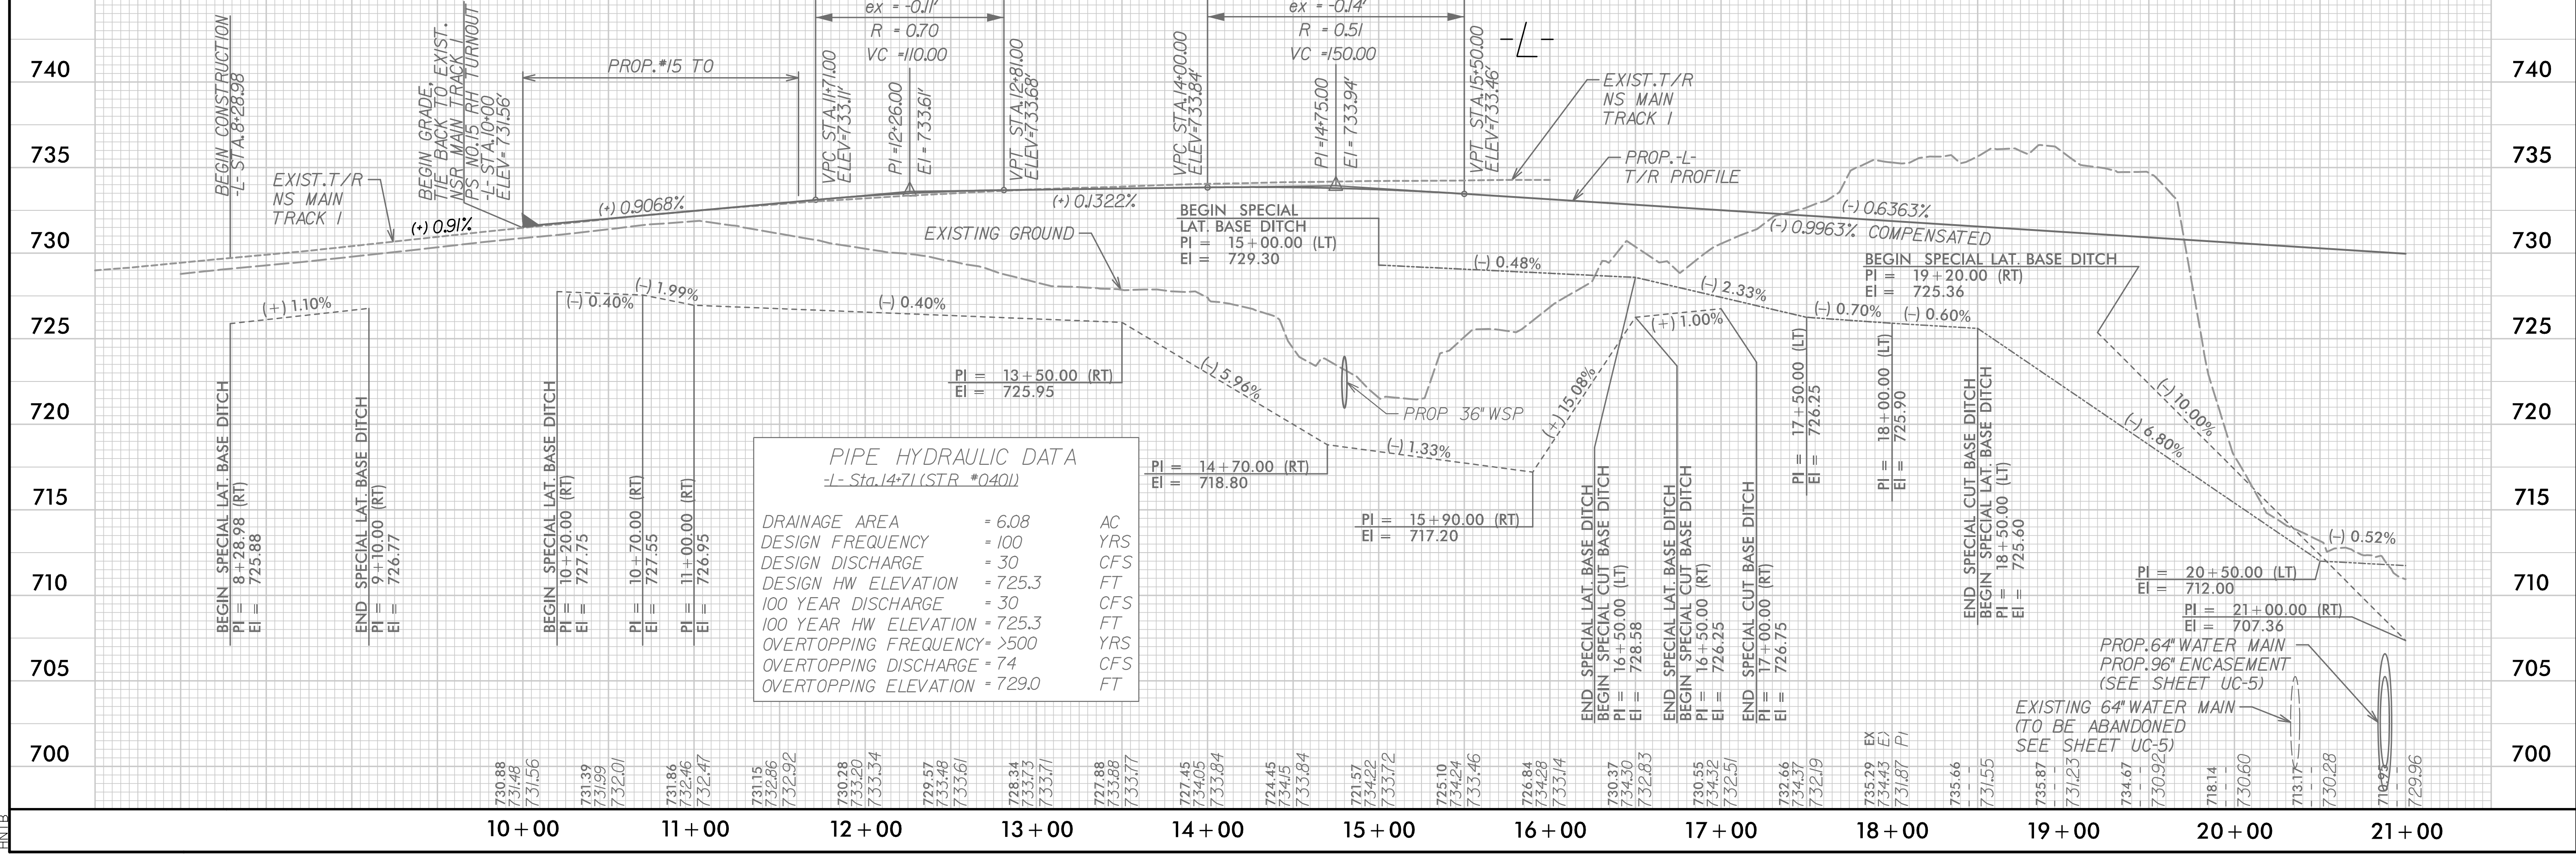 740
735
730
725
720
715
710
705
700
740
735
730
725
720
715
710
705
700
BEGIN CONSTRUCTION
-L- STA.8+28.98
EXIST.T/R
NS MAIN
TRACK 1
BEGIN GRADE,
TIE BACK TO EXIST.
NSR MAIN TRACK 1
PS NO.15 RH TURNOUT
-L- STA.10+00
ELEV=731.56'
(+) 0.91%
PROP.#15 TO
(+) 0.9068%
ex = -0.11'
R = 0.70
VC =110.00
VPC STA.11+71.00
ELEV=733.11'
PI=12+26.00
El = 733.61'
VPT STA.12+81.00
ELEV=733.68'
(+) 0.1322%
ex = -0.14'
R = 0.51
VC =150.00
VPC STA.14+00.00
ELEV=733.84'
PI=14+75.00
El = 733.94'
VPT STA.15+50.00
ELEV=733.46'
-L-
EXIST.T/R
NS MAIN
TRACK 1
PROP.-L-
T/R PROFILE
(-) 0.6363%
(-) 0.9963% COMPENSATED
EXISTING GROUND
BEGIN SPECIAL
LAT. BASE DITCH
PI = 15+00.00 (LT)
El = 729.30
(-) 0.48%
(-) 2.33%
(-) 0.70%
(-) 0.60%
BEGIN SPECIAL LAT. BASE DITCH
PI = 19+20.00 (RT)
El = 725.36
(+) 1.10%
(-) 0.40%
(-) 1.99%
(-) 0.40%
(-) 5.96%
(-) 1.33%
(+) 15.08%
(+) 1.00%
(-) 10.00%
(-) 6.80%
(-) 0.52%
BEGIN SPECIAL LAT. BASE DITCH
PI = 8+28.98 (RT)
El = 725.88
END SPECIAL LAT. BASE DITCH
PI = 9+10.00 (RT)
El = 726.77
BEGIN SPECIAL LAT. BASE DITCH
PI = 10+20.00 (RT)
El = 727.75
PI = 10+70.00 (RT)
El = 727.55
PI = 11+00.00 (RT)
El = 726.95
PI = 13+50.00 (RT)
El = 725.95
PROP 36" WSP
PI = 14+70.00 (RT)
El = 718.80
PI = 15+90.00 (RT)
El = 717.20
PIPE HYDRAULIC DATA
-L- Sta.14+71 (STR #0401)
DRAINAGE AREA = 6.08 AC
DESIGN FREQUENCY = 100 YRS
DESIGN DISCHARGE = 30 CFS
DESIGN HW ELEVATION = 725.3 FT
100 YEAR DISCHARGE = 30 CFS
100 YEAR HW ELEVATION = 725.3 FT
OVERTOPPING FREQUENCY = >500 YRS
OVERTOPPING DISCHARGE = 74 CFS
OVERTOPPING ELEVATION = 729.0 FT
END SPECIAL LAT. BASE DITCH
BEGIN SPECIAL CUT BASE DITCH
PI = 16+50.00 (LT)
El = 728.58
END SPECIAL LAT. BASE DITCH
BEGIN SPECIAL CUT BASE DITCH
PI = 16+50.00 (RT)
El = 726.25
END SPECIAL CUT BASE DITCH
PI = 17+00.00 (RT)
El = 726.75
PI = 17+50.00 (LT)
El = 726.25
PI = 18+00.00 (LT)
El = 725.90
END SPECIAL CUT BASE DITCH
BEGIN SPECIAL LAT. BASE DITCH
PI = 18+50.00 (LT)
El = 725.60
PI = 20+50.00 (LT)
El = 712.00
PI = 21+00.00 (RT)
El = 707.36
PROP.64" WATER MAIN
PROP.96" ENCASEMENT
(SEE SHEET UC-5)
EXISTING 64" WATER MAIN
(TO BE ABANDONED
SEE SHEET UC-5)
730.88
731.48
731.56
731.39
731.99
732.01
731.86
732.46
732.47
731.15
732.86
732.92
730.28
733.20
733.34
729.57
733.48
733.61
728.34
733.73
733.71
727.88
733.88
733.77
727.45
734.05
733.84
724.45
734.15
733.84
721.57
734.22
733.72
725.10
734.24
733.46
726.84
734.28
733.14
730.37
734.30
732.83
730.55
734.32
732.51
732.66
734.37
732.19
735.29 EX
734.43 E)
731.87 PI
735.66
731.55
735.87
731.23
734.67
730.92
718.14
730.60
713.17
730.28
710.95
729.96
10+00
11+00
12+00
13+00
14+00
15+00
16+00
17+00
18+00
19+00
20+00
21+00
HNTB